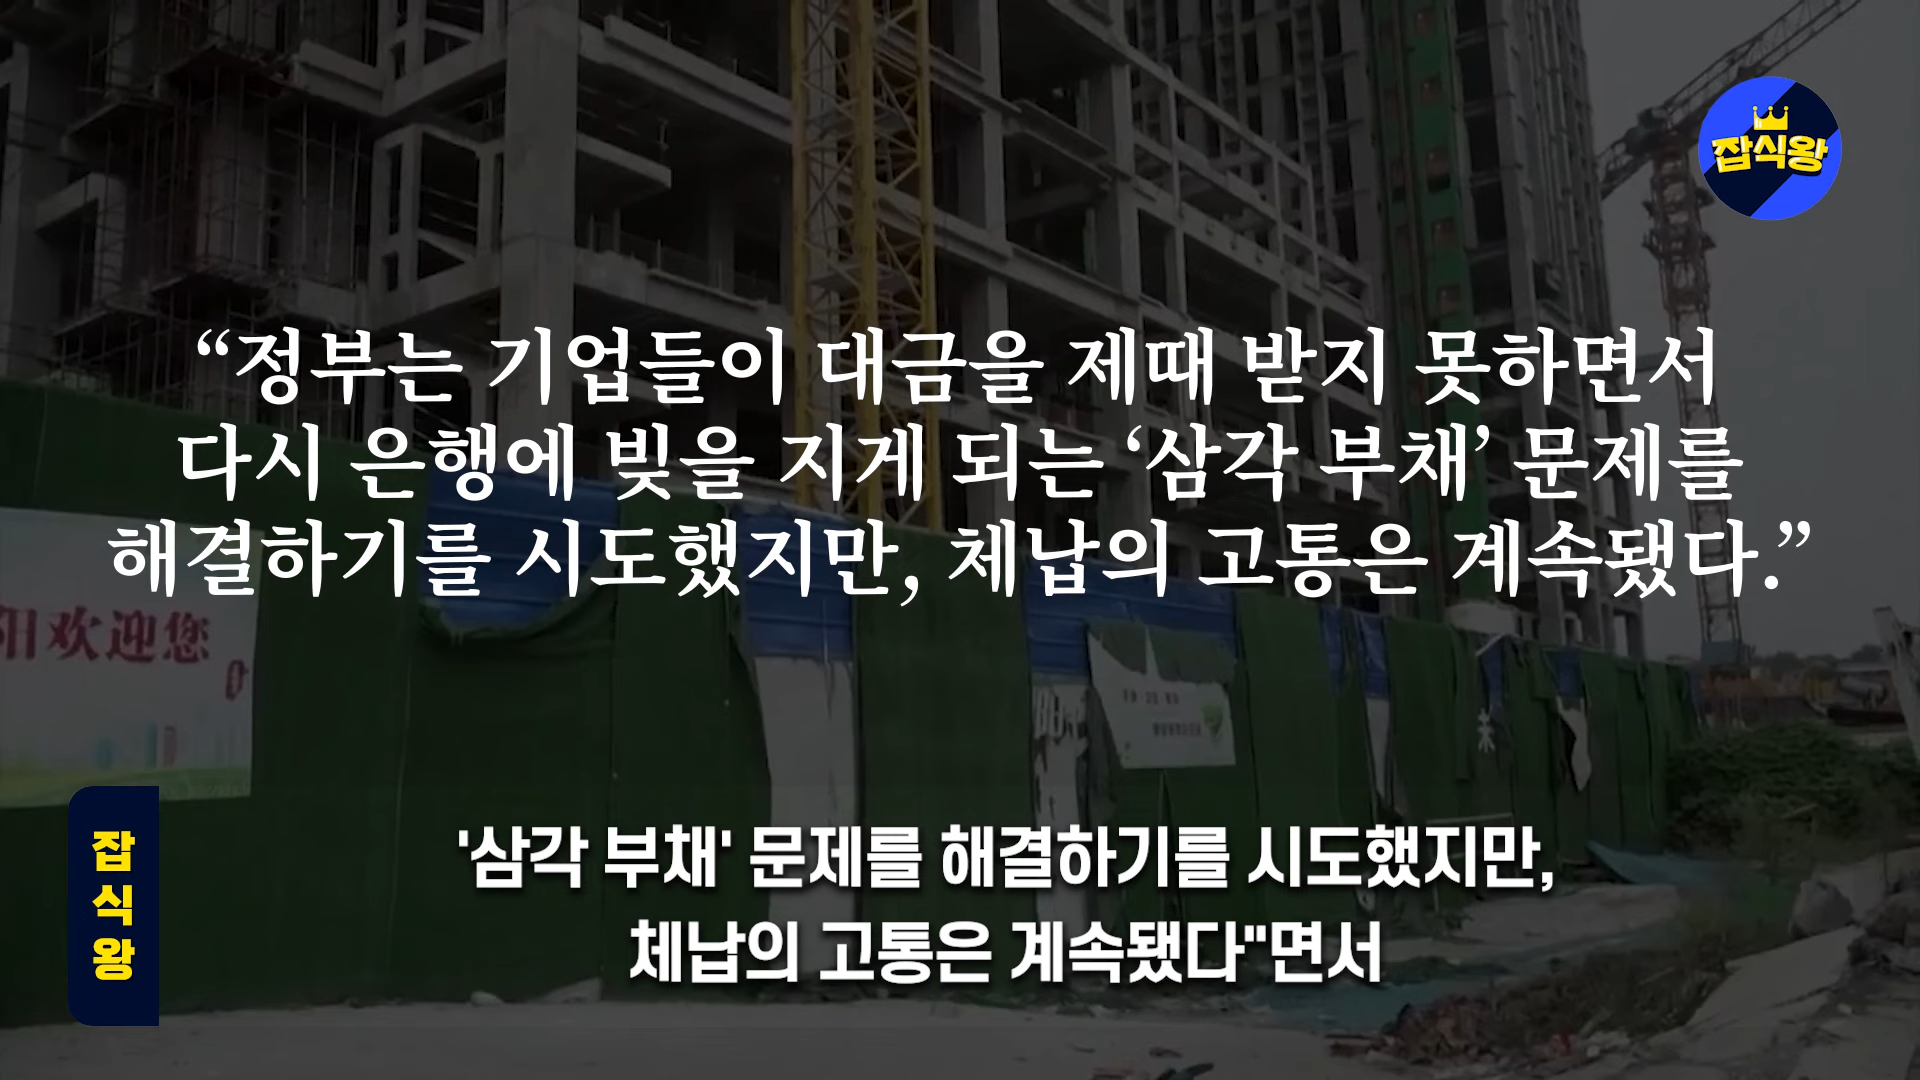 잡식왕
“정부는 기업들이 대금을 제때 받지 못하면서
다시 은행에 빚을 지게 되는 ‘삼각 부채’ 문제를
해결하기를 시도했지만, 체납의 고통은 계속됐다.”
阳欢迎您
잡식왕
'삼각 부채' 문제를 해결하기를 시도했지만,
체납의 고통은 계속됐다"면서